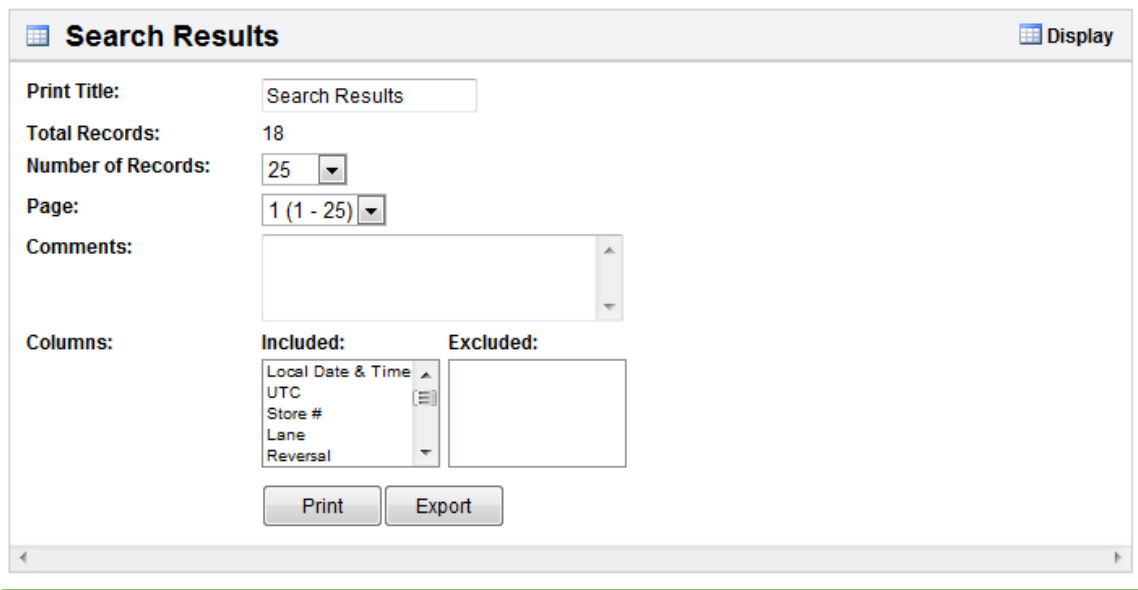 Search Results
Display
Print Title: Search Results
Total Records: 18
Number of Records: 25
Page: 1 (1 - 25)
Comments:
Columns: Included: Excluded:
Local Date & Time
UTC
Store #
Lane
Reversal
Print Export